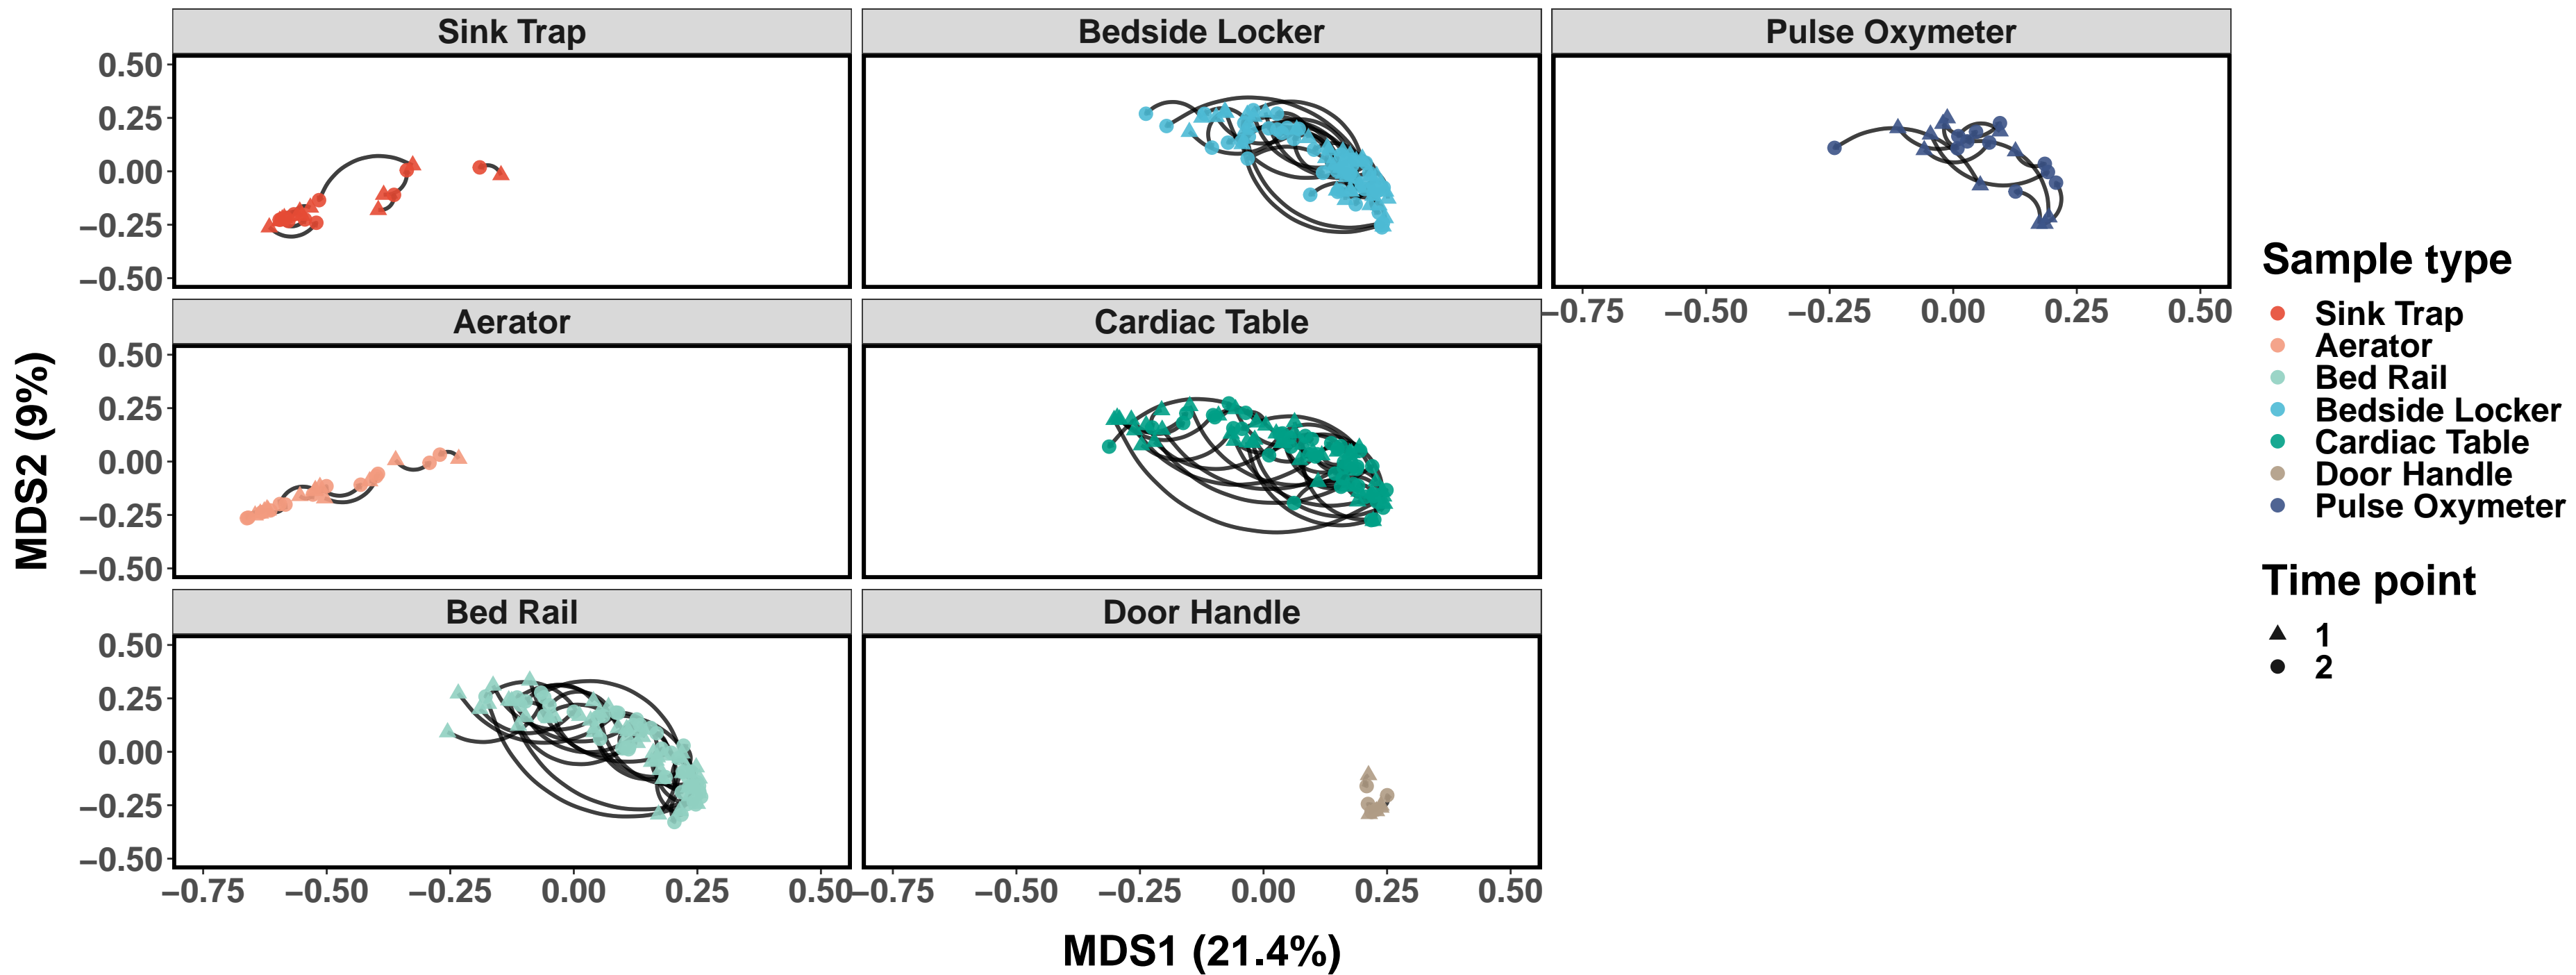 Sink Trap
Bedside Locker
Pulse Oxymeter
0.50
0.25
0.00
−0.25
−0.50
−0.75 −0.50 −0.25 0.00 0.25 0.50
Aerator
Cardiac Table
0.50
0.25
0.00
−0.25
−0.50
Bed Rail
Door Handle
0.50
0.25
0.00
−0.25
−0.50
−0.75 −0.50 −0.25 0.00 0.25 0.50
−0.75 −0.50 −0.25 0.00 0.25 0.50
MDS2 (9%)
MDS1 (21.4%)
Sample type
Sink Trap
Aerator
Bed Rail
Bedside Locker
Cardiac Table
Door Handle
Pulse Oxymeter
Time point
1
2